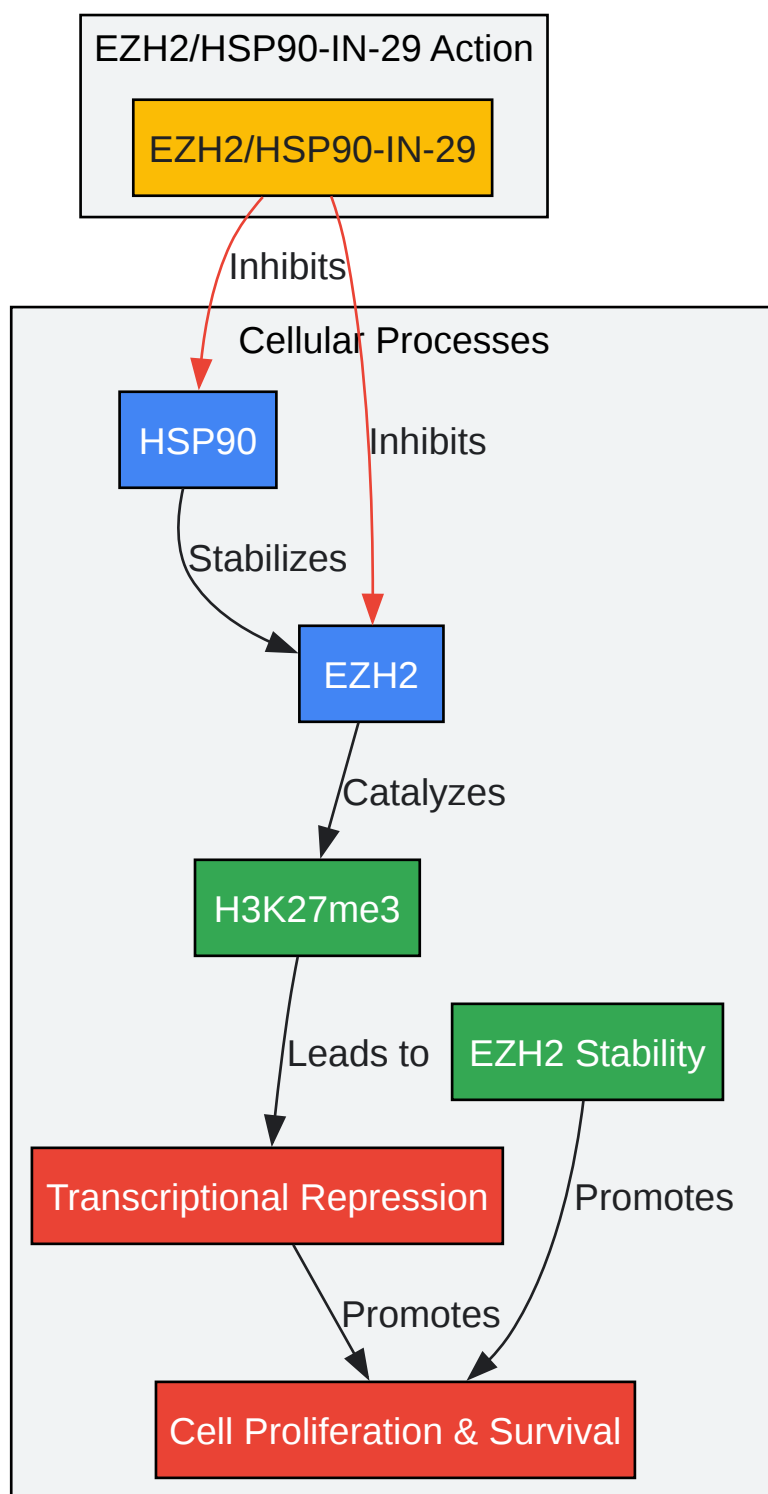 EZH2/HSP90-IN-29 Action
EZH2/HSP90-IN-29
Inhibits
Cellular Processes
HSP90
Inhibits
Stabilizes
EZH2
Catalyzes
H3K27me3
Leads to
EZH2 Stability
Transcriptional Repression
Promotes
Promotes
Cell Proliferation & Survival